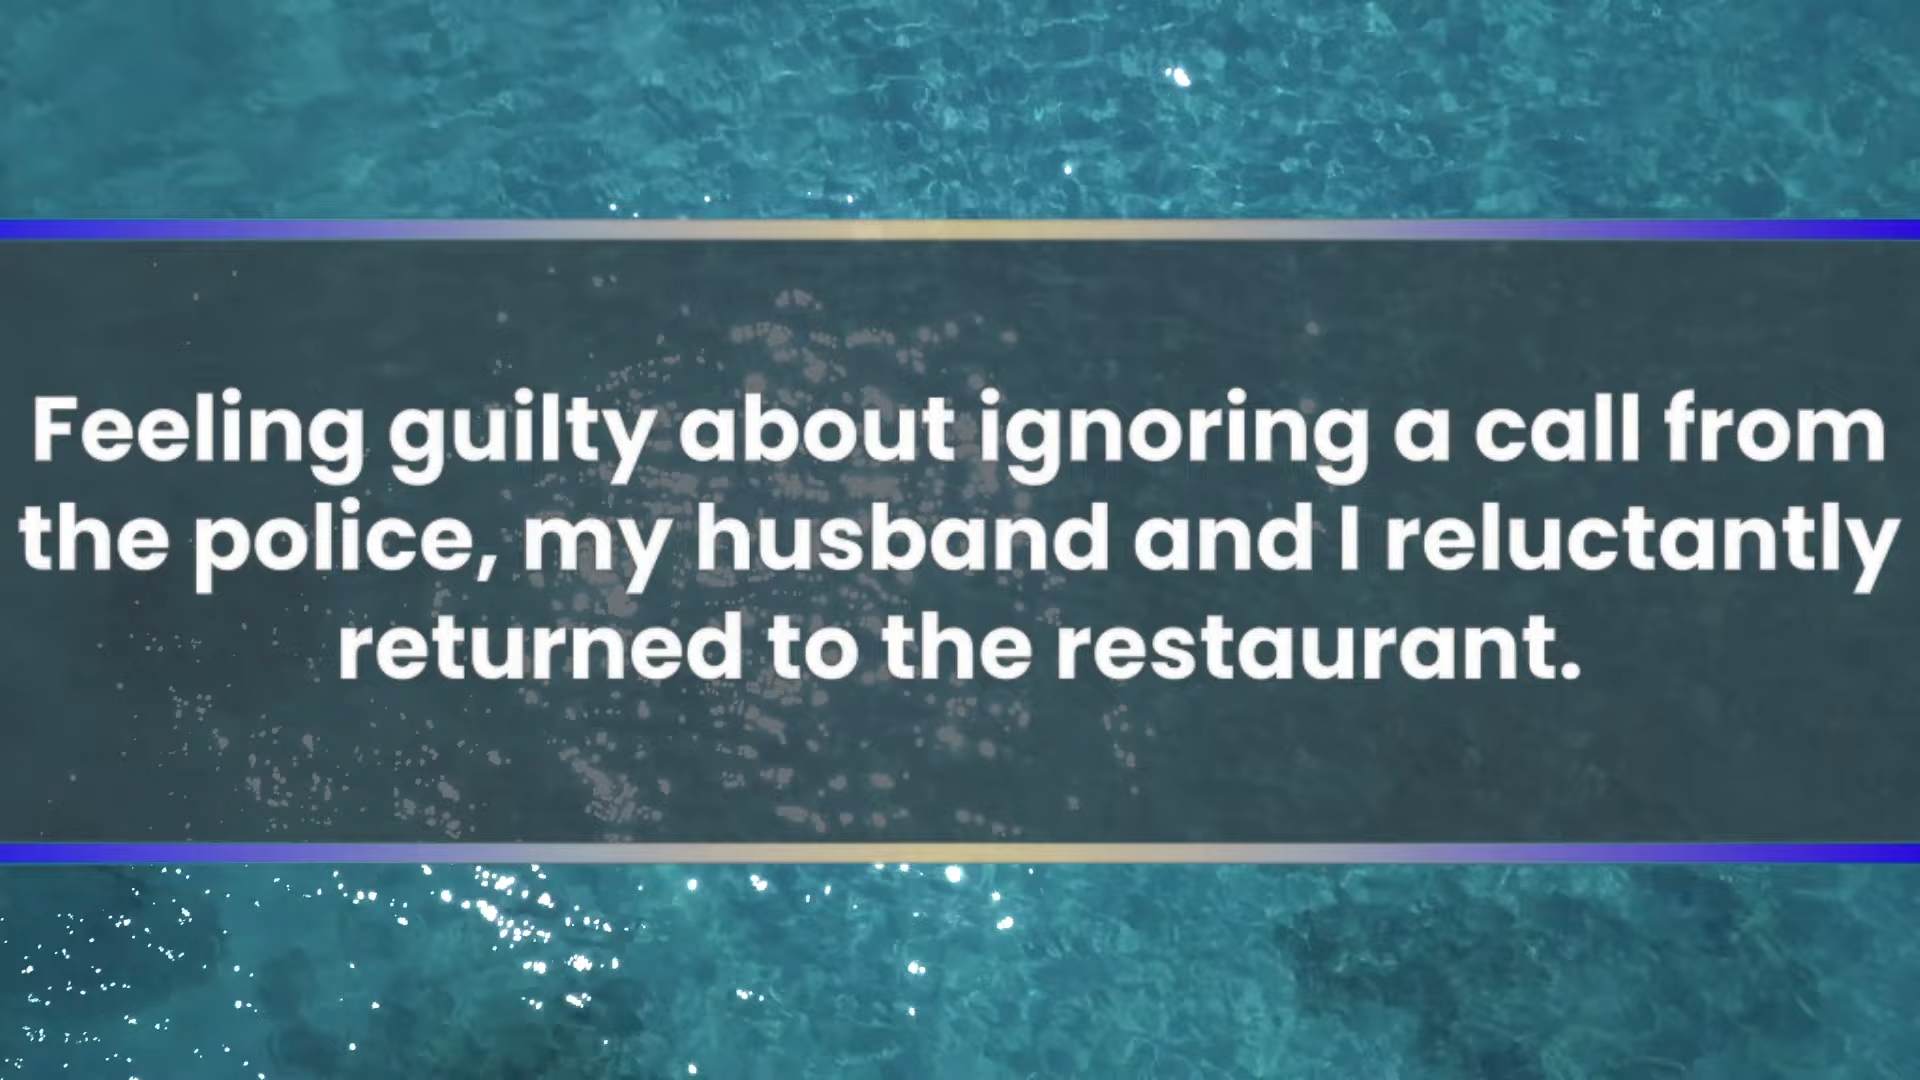 Feeling guilty about ignoring a call from
the police, my husband and I reluctantly
returned to the restaurant.